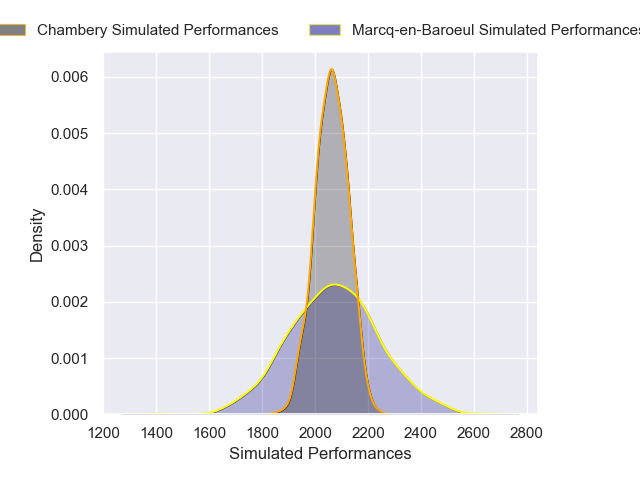 Chambery Simulated Performances
Marcq-en-Baroeul Simulated Performances
0.006
0.005
0.004
0.003
0.002
0.001
0.000
Density
1200 1400 1600 1800 2000 2200 2400 2600 2800
Simulated Performances